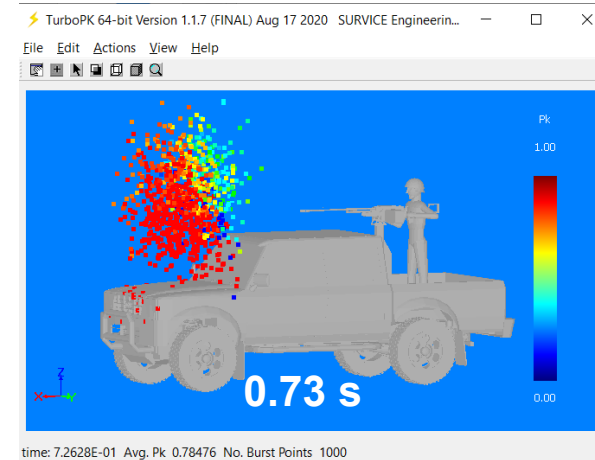 TurboPK 64-bit Version 1.1.7 (FINAL) Aug 17 2020 SURVICE Engineerin...
File Edit Actions View Help
Pk
1.00
0.00
Z
X Y
0.73 s
time: 7.2628E-01 Avg. Pk 0.78476 No. Burst Points 1000